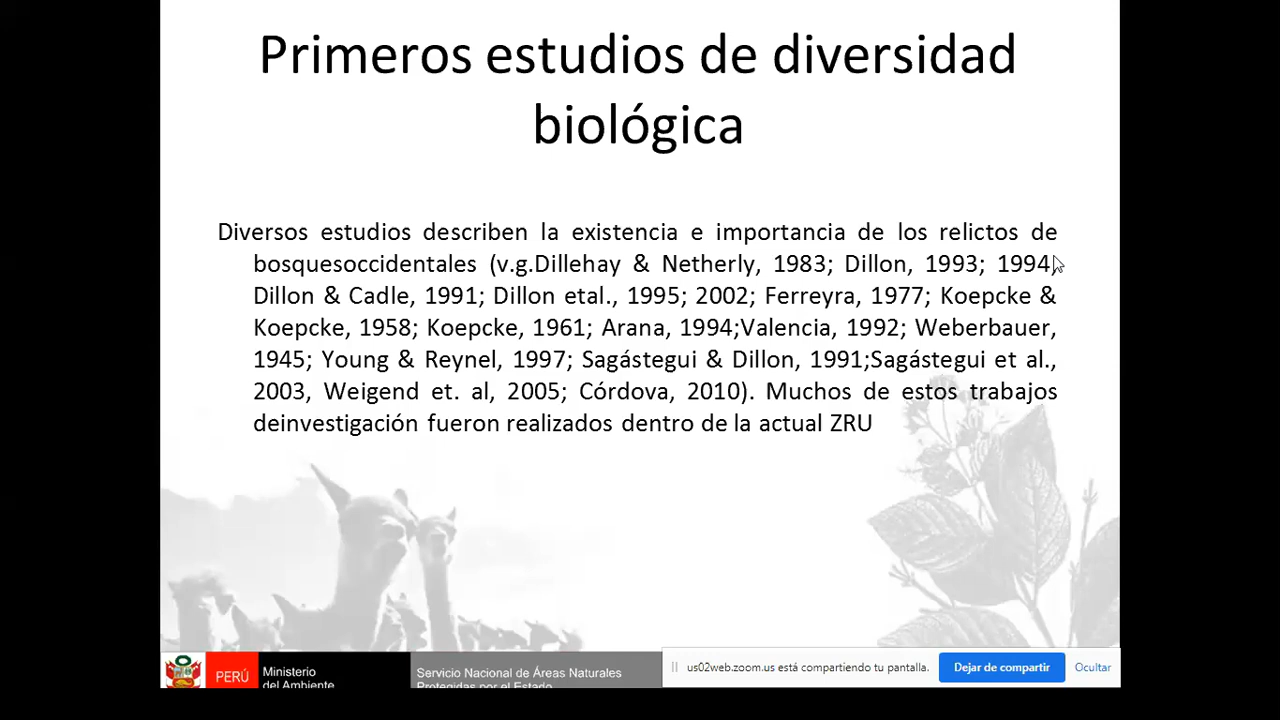 Primeros estudios de diversidad
biológica
Diversos estudios describen la existencia e importancia de los relictos de
bosquesoccidentales (v.g.Dillehay & Netherly, 1983; Dillon, 1993; 1994;
Dillon & Cadle, 1991; Dillon etal., 1995; 2002; Ferreyra, 1977; Koepcke &
Koepcke, 1958; Koepcke, 1961; Arana, 1994;Valencia, 1992; Weberbauer,
1945; Young & Reynel, 1997; Sagástegui & Dillon, 1991;Sagástegui et al.,
2003, Weigend et. al, 2005; Córdova, 2010). Muchos de estos trabajos
deinvestigación fueron realizados dentro de la actual ZRU
PERÚ
Ministerio
del Ambiente
Servicio Nacional de Áreas Naturales
Protegidas por el Estado
us02web.zoom.us está compartiendo tu pantalla.
Dejar de compartir
Ocultar